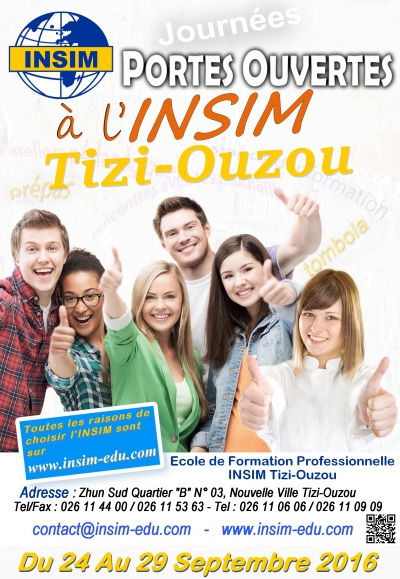 INSIM
Journées
PORTES OUVERTES
à l'INSIM
Tizi-Ouzou
prépas
formation
tombola
Toutes les raisons de
choisir l'INSIM sont
sur
www.insim-edu.com
Ecole de Formation Professionnelle
INSIM Tizi-Ouzou
Adresse : Zhun Sud Quartier "B" N° 03, Nouvelle Ville Tizi-Ouzou
Tel/Fax : 026 11 44 00 / 026 11 53 63 - Tel : 026 11 06 06 / 026 11 09 09
contact@insim-edu.com - www.insim-edu.com
Du 24 Au 29 Septembre 2016